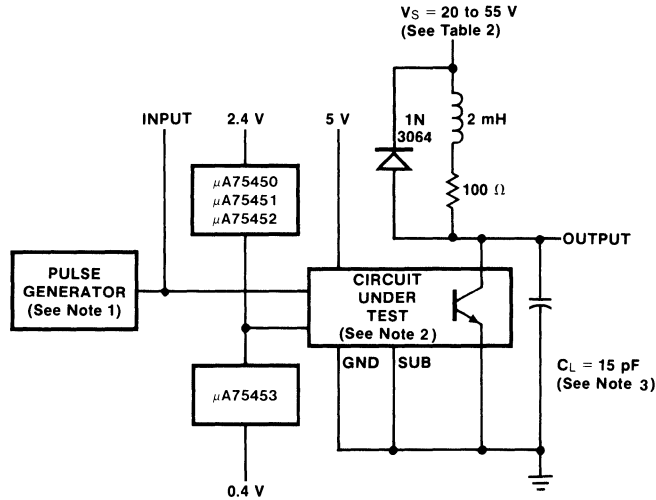 VS = 20 to 55 V
(See Table 2)
INPUT
2.4 V
5 V
1N
3064
2 mH
μA75450
μA75451
μA75452
100 Ω
OUTPUT
PULSE
GENERATOR
(See Note 1)
CIRCUIT
UNDER
TEST
(See Note 2)
GND
SUB
CL = 15 pF
(See Note 3)
μA75453
0.4 V